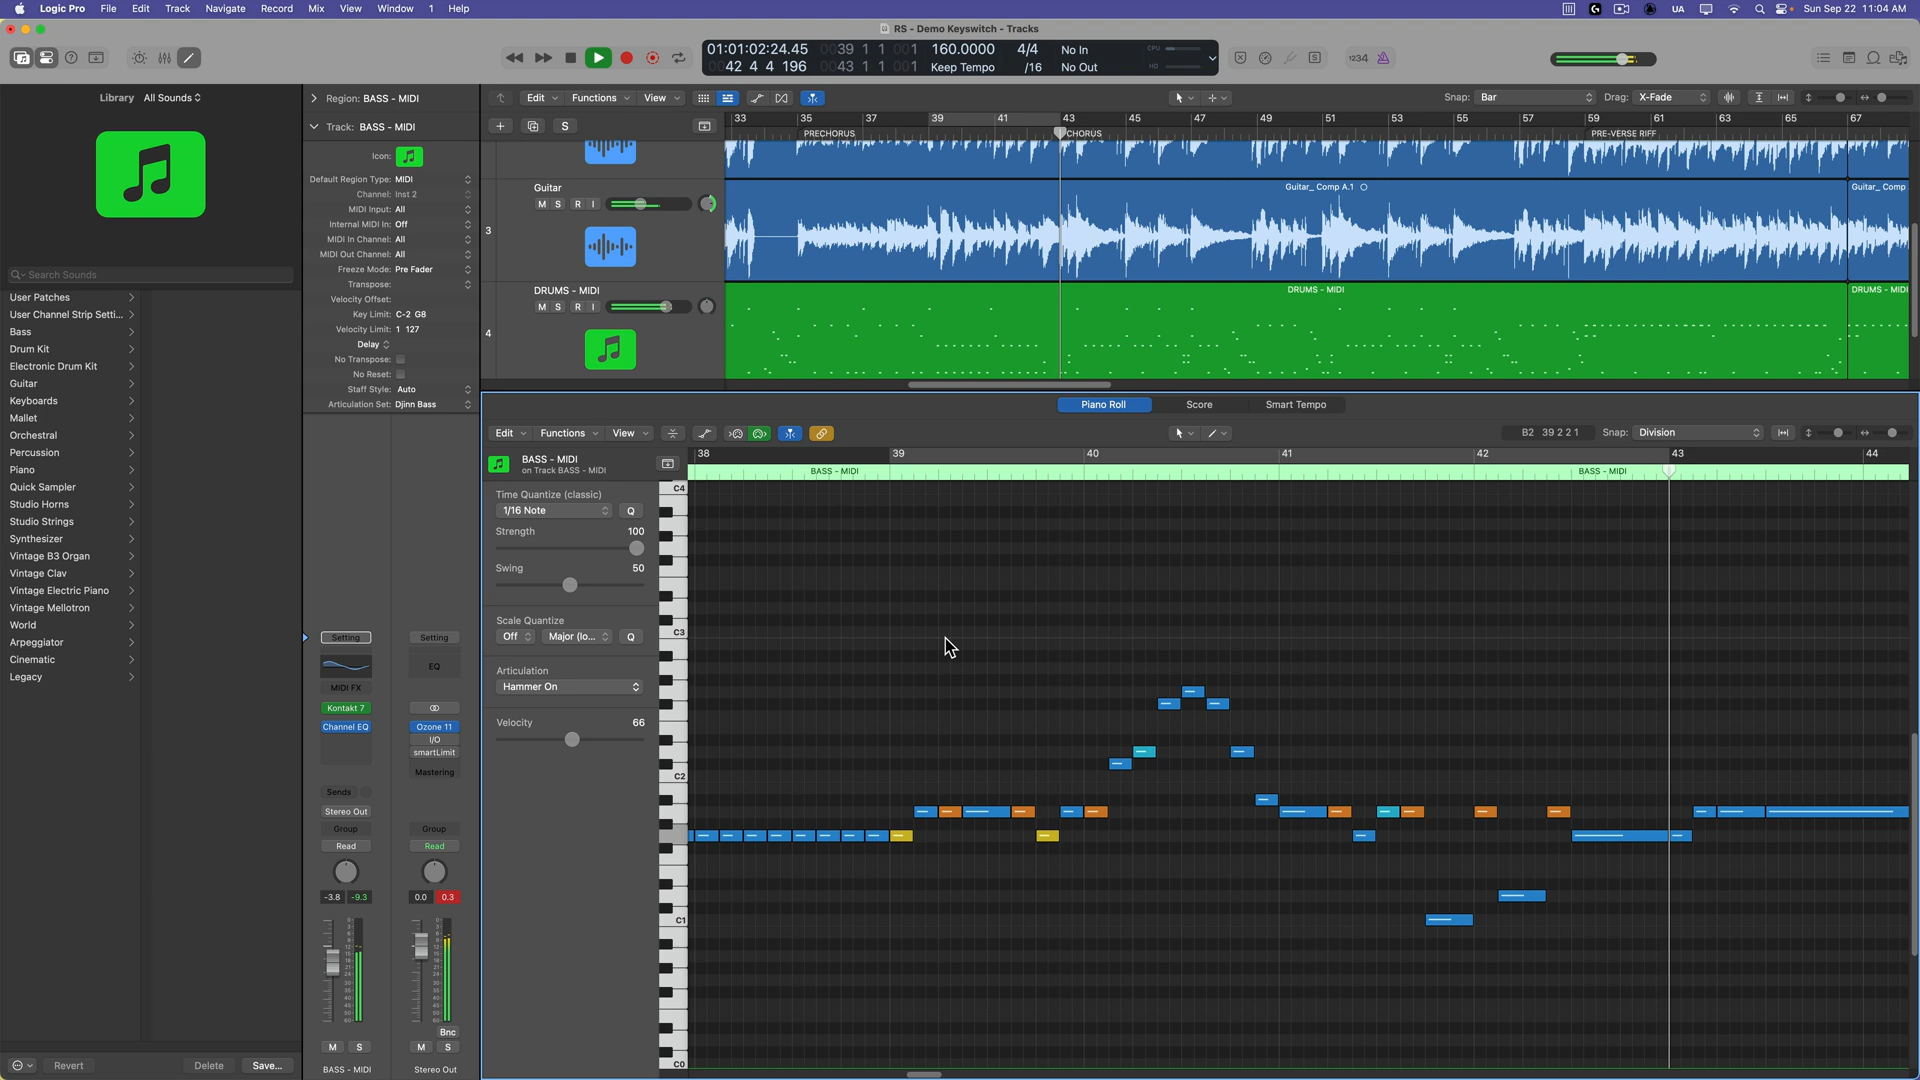 Logic Pro File Edit Track Navigate Record Mix View Window 1 Help
UA Sun Sep 22 11:04 AM
RS - Demo Keyswitch - Tracks
01:01:02:24.45 0039 1 1 001 160.0000 4/4 No In CPU
0042 4 4 196 0043 1 1 001 Keep Tempo /16 No Out HD
1234
Library All Sounds
Search Sounds
User Patches
User Channel Strip Setti...
Bass
Drum Kit
Electronic Drum Kit
Guitar
Keyboards
Mallet
Orchestral
Percussion
Piano
Quick Sampler
Studio Horns
Studio Strings
Synthesizer
Vintage B3 Organ
Vintage Clav
Vintage Electric Piano
Vintage Mellotron
World
Arpeggiator
Cinematic
Legacy
Revert Delete Save...
Region: BASS - MIDI
Track: BASS - MIDI
Icon:
Default Region Type: MIDI
Channel: Inst 2
MIDI Input: All
Internal MIDI In: Off
MIDI In Channel: All
MIDI Out Channel: All
Freeze Mode: Pre Fader
Transpose:
Velocity Offset:
Key Limit: C-2 G8
Velocity Limit: 1 127
Delay
No Transpose:
No Reset:
Staff Style: Auto
Articulation Set: Djinn Bass
Setting Setting
EQ
MIDI FX
Kontakt 7
Channel EQ Ozone 11
I/O
smartLimit
Mastering
Sends
Stereo Out
Group Group
Read Read
-3.8 -9.3 0.0 0.3
Bnc
M S M S
BASS - MIDI Stereo Out
Edit Functions View Snap: Bar Drag: X-Fade
S
33 35 37 39 41 43 45 47 49 51 53 55 57 59 61 63 65 67
PRECHORUS CHORUS PRE-VERSE RIFF
3 Guitar
M S R I
Guitar_ Comp A.1 Guitar_ Comp
4 DRUMS - MIDI
M S R I
DRUMS - MIDI DRUMS - MIDI
Piano Roll Score Smart Tempo
Edit Functions View B2 39 2 2 1 Snap: Division
BASS - MIDI
on Track BASS - MIDI
38 39 40 41 42 43 44
BASS - MIDI BASS - MIDI
Time Quantize (classic)
1/16 Note Q
Strength 100
Swing 50
Scale Quantize
Off Major (lo... Q
Articulation
Hammer On
Velocity 66
C4
C3
C2
C1
C0